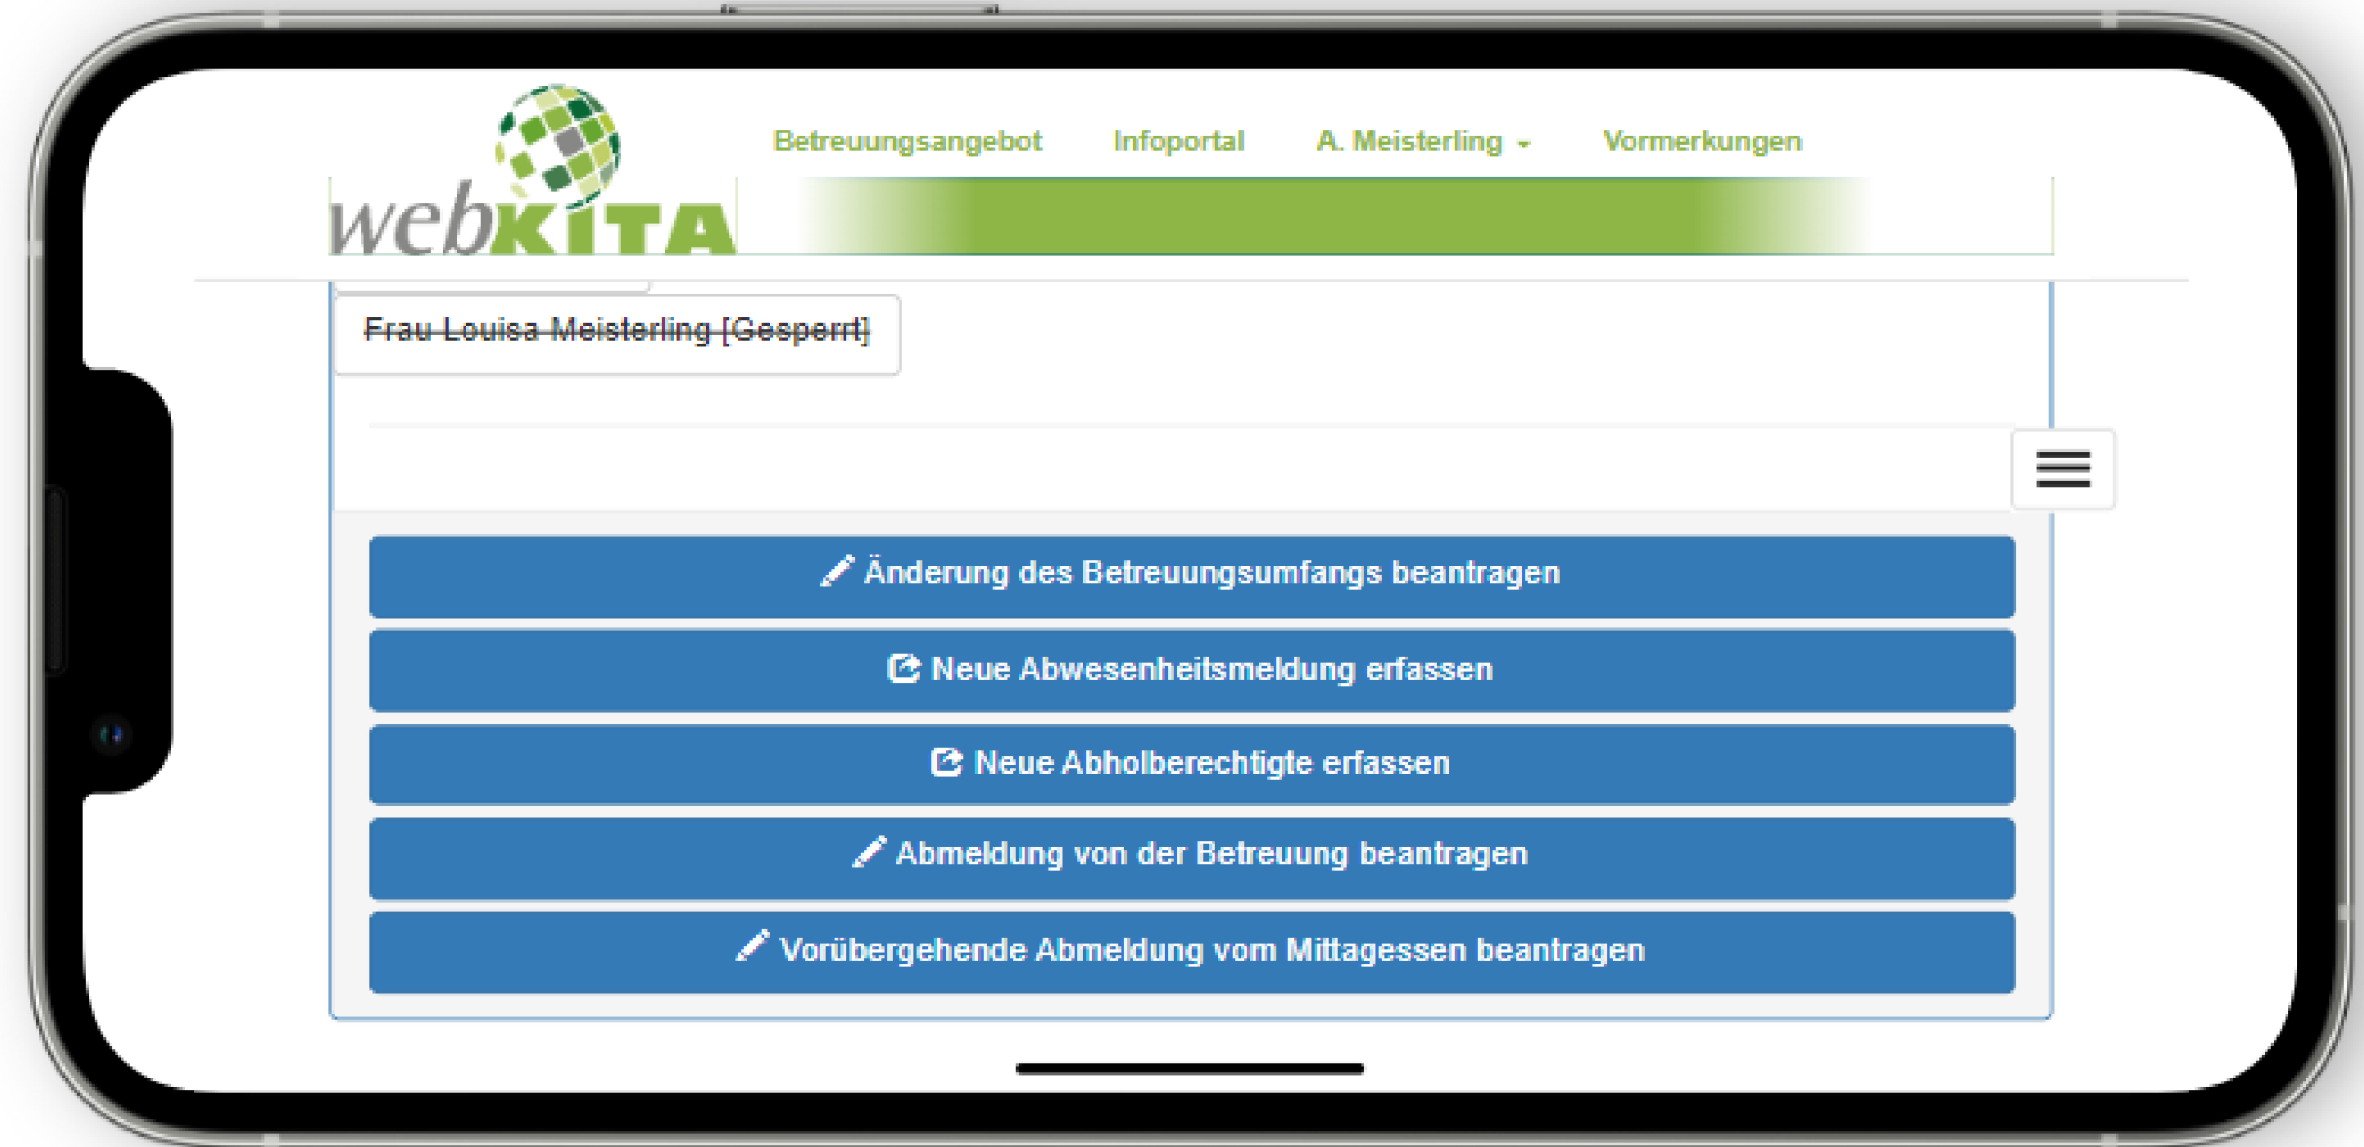 webKITA
Betreuungsangebot Infoportal A. Meisterling Vormerkungen
Frau Louisa Meisterling [Gesperrt]
Änderung des Betreuungsumfangs beantragen
Neue Abwesenheitsmeldung erfassen
Neue Abholberechtigte erfassen
Abmeldung von der Betreuung beantragen
Vorübergehende Abmeldung vom Mittagessen beantragen